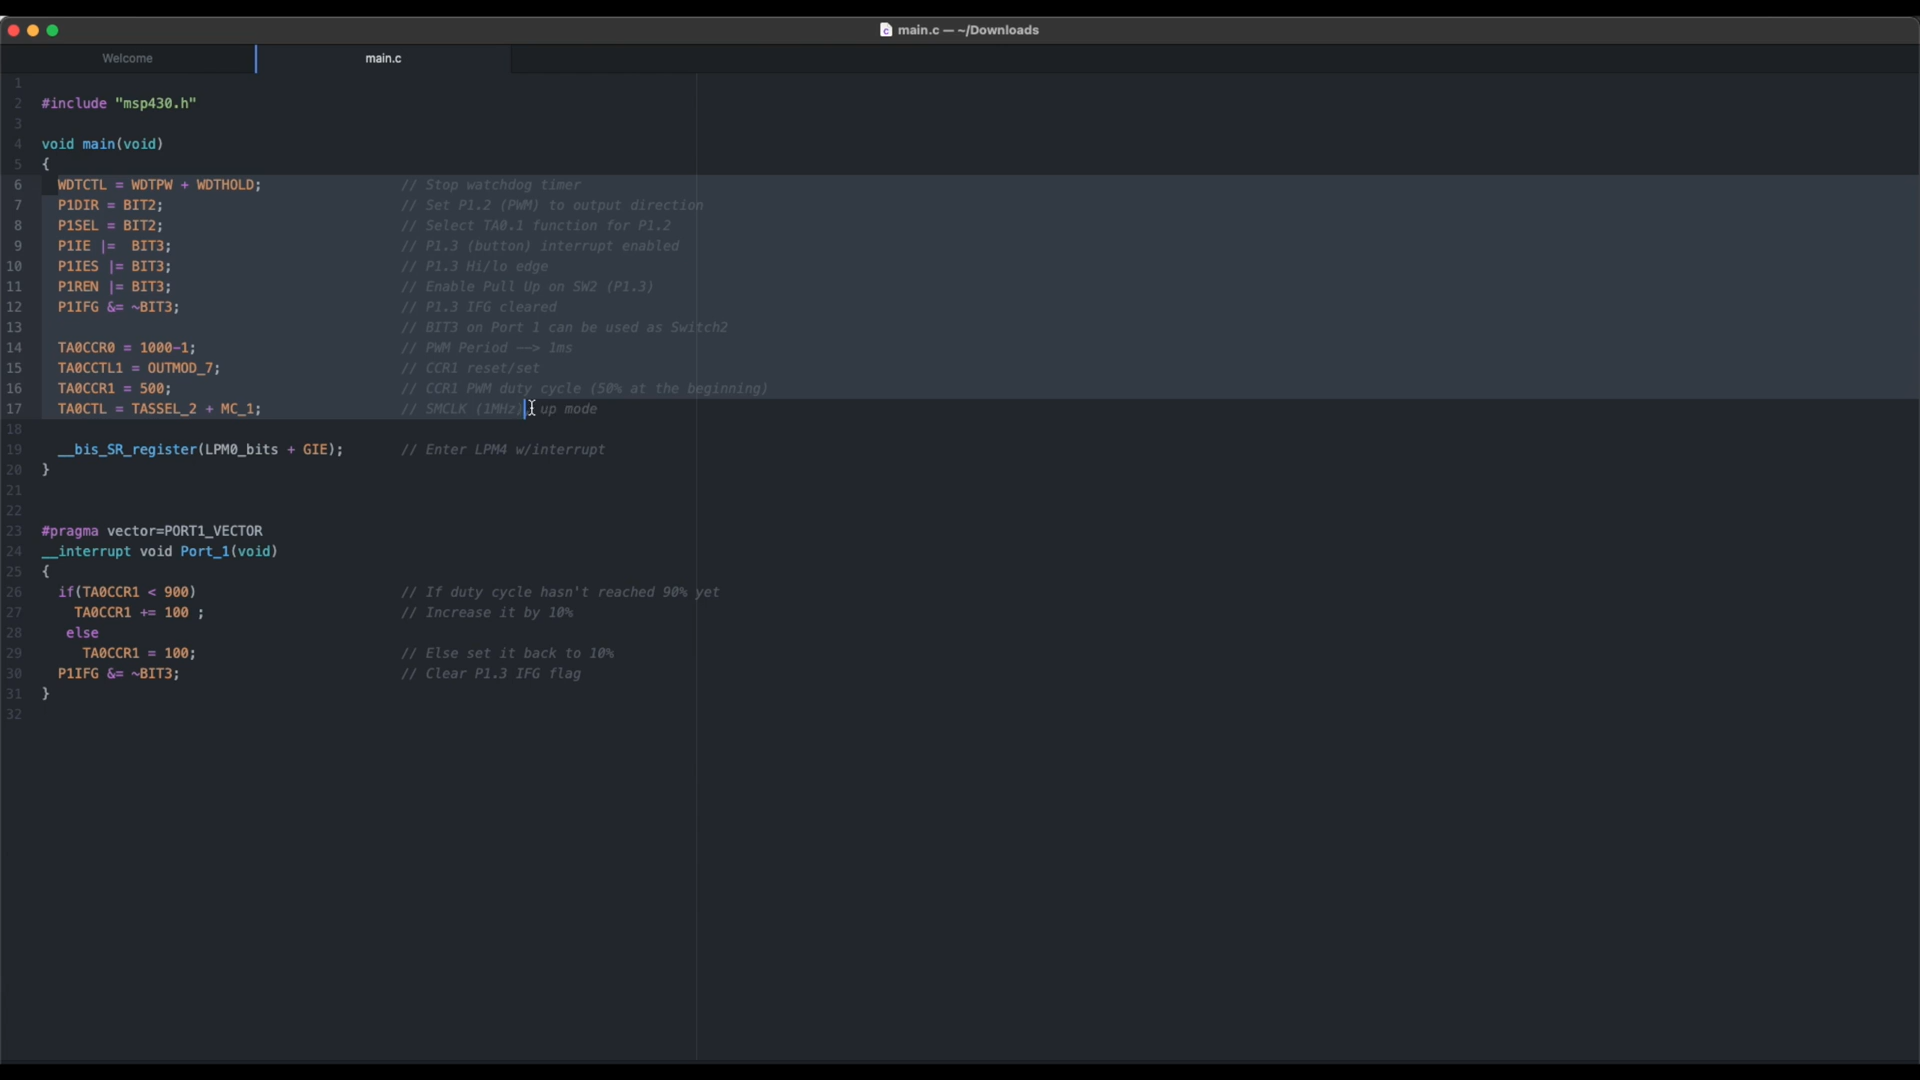 main.c — ~/Downloads
Welcome
main.c
1
2 #include "msp430.h"
3
4 void main(void)
5 {
6 WDTCTL = WDTPW + WDTHOLD; // Stop watchdog timer
7 P1DIR = BIT2; // Set P1.2 (PWM) to output direction
8 P1SEL = BIT2; // Select TA0.1 function for P1.2
9 P1IE |= BIT3; // P1.3 (button) interrupt enabled
10 P1IES |= BIT3; // P1.3 Hi/lo edge
11 P1REN |= BIT3; // Enable Pull Up on SW2 (P1.3)
12 P1IFG &= ~BIT3; // P1.3 IFG cleared
13 // BIT3 on Port 1 can be used as Switch2
14 TA0CCR0 = 1000-1; // PWM Period --> 1ms
15 TA0CCTL1 = OUTMOD_7; // CCR1 reset/set
16 TA0CCR1 = 500; // CCR1 PWM duty cycle (50% at the beginning)
17 TA0CTL = TASSEL_2 + MC_1; // SMCLK (1MHz), up mode
18
19 __bis_SR_register(LPM0_bits + GIE); // Enter LPM4 w/interrupt
20 }
21
22
23 #pragma vector=PORT1_VECTOR
24 __interrupt void Port_1(void)
25 {
26 if(TA0CCR1 < 900) // If duty cycle hasn't reached 90% yet
27 TA0CCR1 += 100 ; // Increase it by 10%
28 else
29 TA0CCR1 = 100; // Else set it back to 10%
30 P1IFG &= ~BIT3; // Clear P1.3 IFG flag
31 }
32